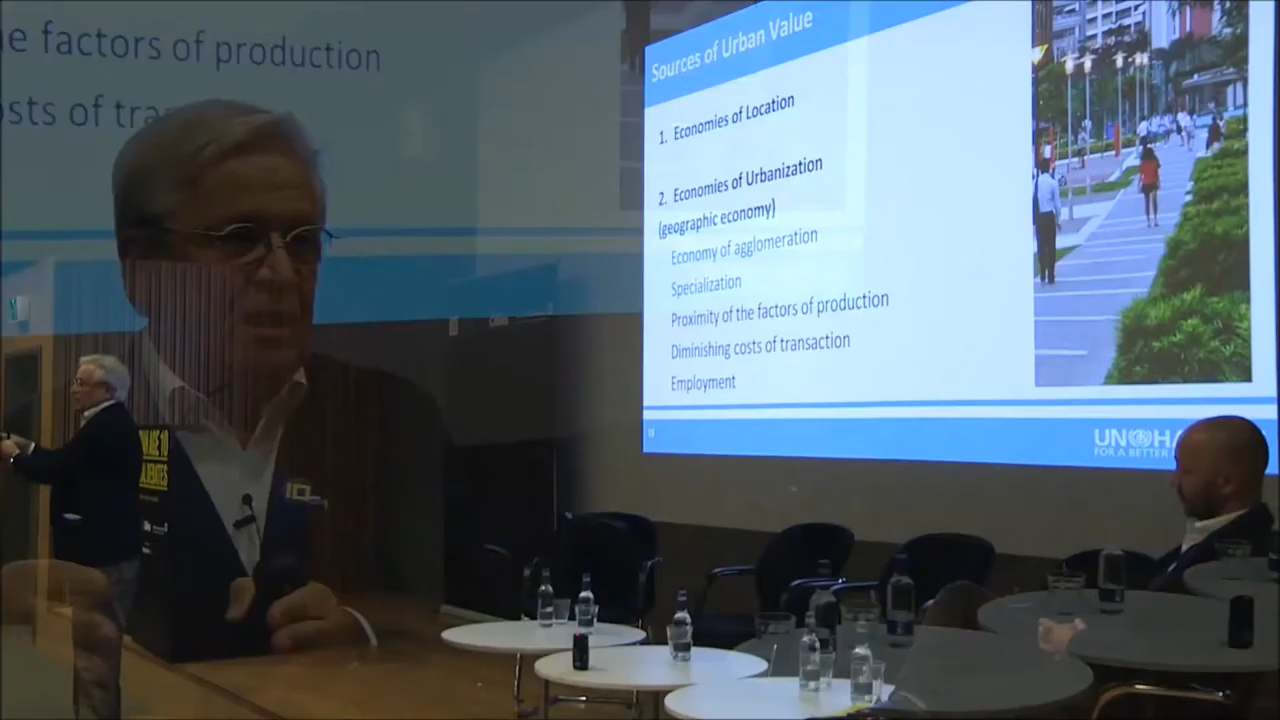 e factors of production
osts of tra
Sources of Urban Value
1. Economies of Location
2. Economies of Urbanization
(geographic economy)
Economy of agglomeration
Specialization
Proximity of the factors of production
Diminishing costs of transaction
Employment
UN HA
FOR A BETTER